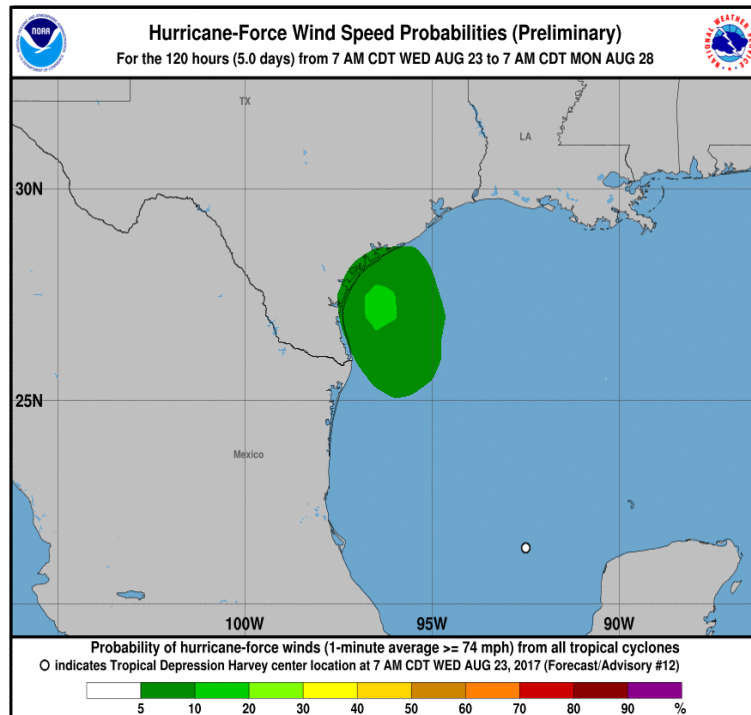 Hurricane-Force Wind Speed Probabilities (Preliminary)
For the 120 hours (5.0 days) from 7 AM CDT WED AUG 23 to 7 AM CDT MON AUG 28
NOAA
NATIONAL WEATHER SERVICE
TX
LA
30N
25N
Mexico
100W 95W 90W
Probability of hurricane-force winds (1-minute average >= 74 mph) from all tropical cyclones
O indicates Tropical Depression Harvey center location at 7 AM CDT WED AUG 23, 2017 (Forecast/Advisory #12)
5 10 20 30 40 50 60 70 80 90 %